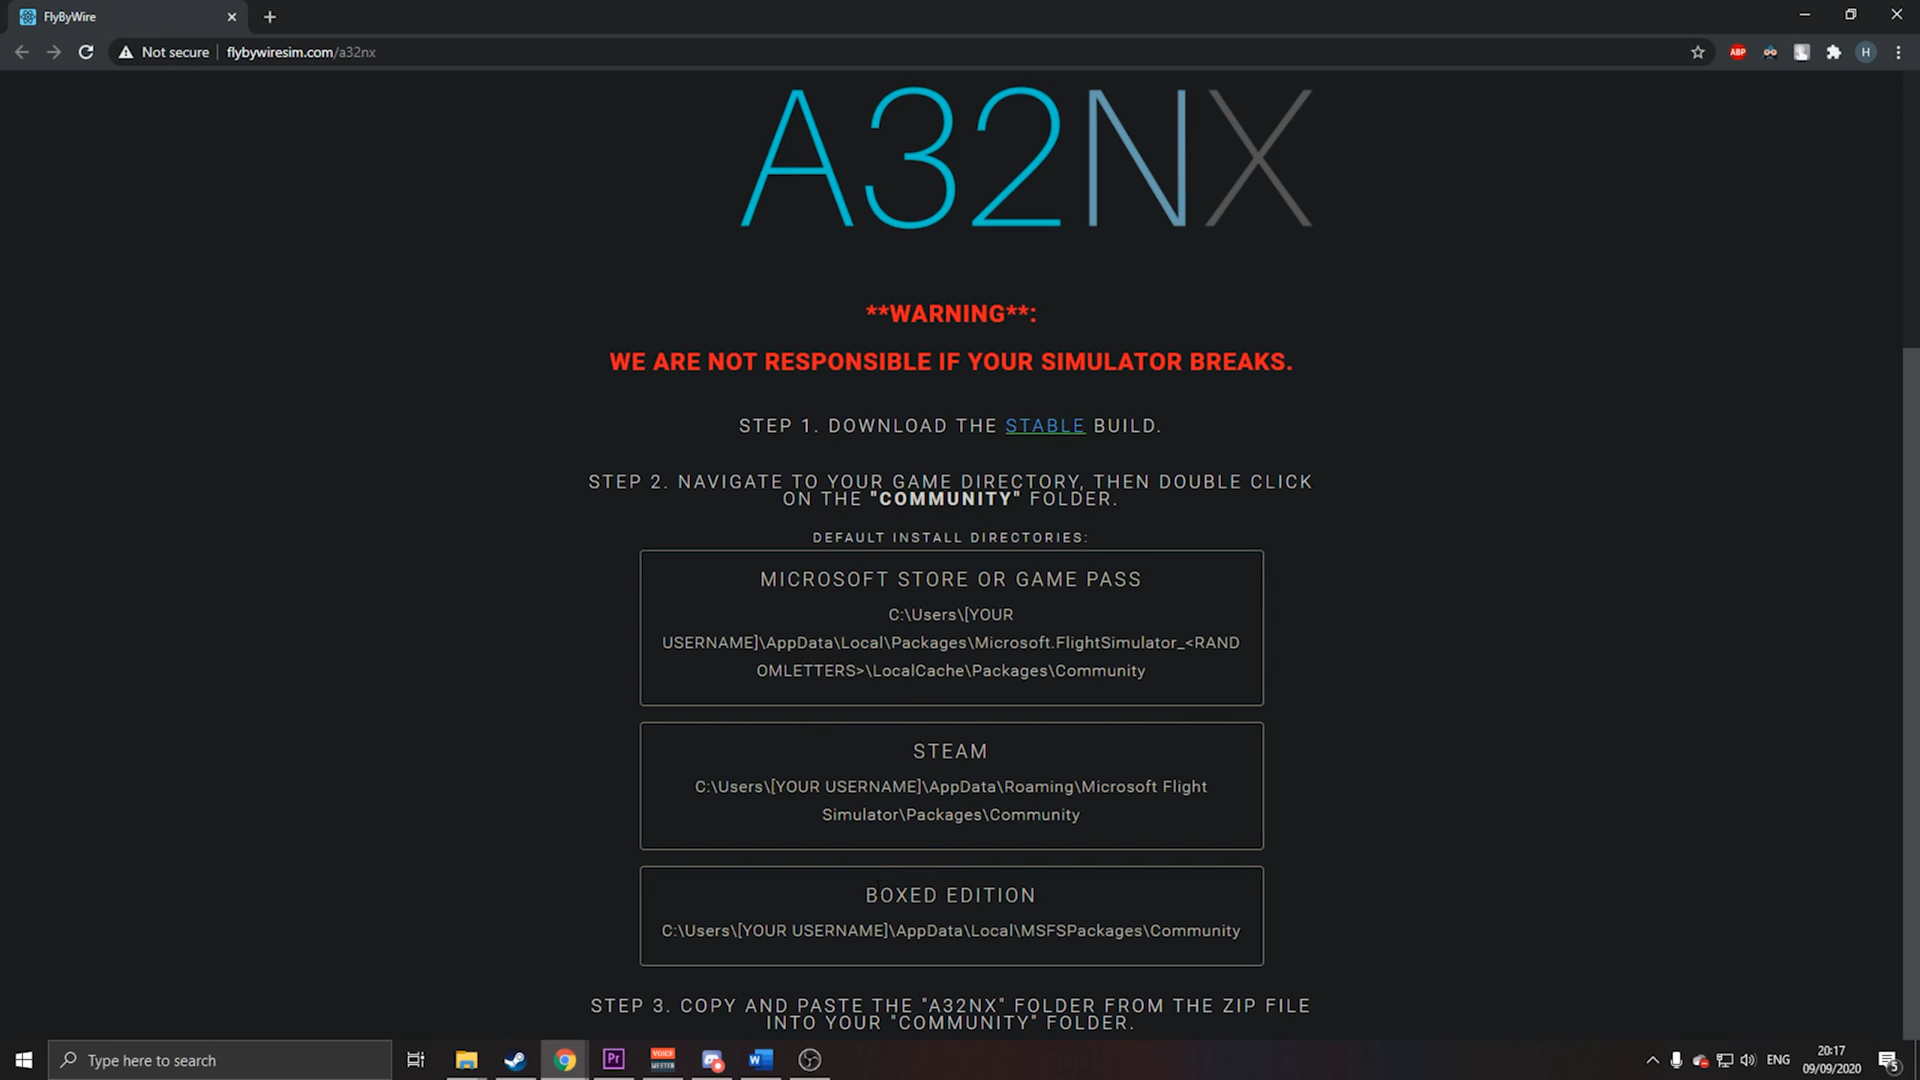 FlyByWire
Not secure
flybywiresim.com/a32nx
ABP
H
A32NX
**WARNING**:
WE ARE NOT RESPONSIBLE IF YOUR SIMULATOR BREAKS.
STEP 1. DOWNLOAD THE STABLE BUILD.
STEP 2. NAVIGATE TO YOUR GAME DIRECTORY, THEN DOUBLE CLICK
ON THE "COMMUNITY" FOLDER.
DEFAULT INSTALL DIRECTORIES:
MICROSOFT STORE OR GAME PASS
C:\Users\[YOUR
USERNAME]\AppData\Local\Packages\Microsoft.FlightSimulator_<RAND
OMLETTERS>\LocalCache\Packages\Community
STEAM
C:\Users\[YOUR USERNAME]\AppData\Roaming\Microsoft Flight
Simulator\Packages\Community
BOXED EDITION
C:\Users\[YOUR USERNAME]\AppData\Local\MSFSPackages\Community
STEP 3. COPY AND PASTE THE "A32NX" FOLDER FROM THE ZIP FILE
INTO YOUR "COMMUNITY" FOLDER.
Type here to search
Pr
VOICE
MEETER
W
ENG
20:17
09/09/2020
5